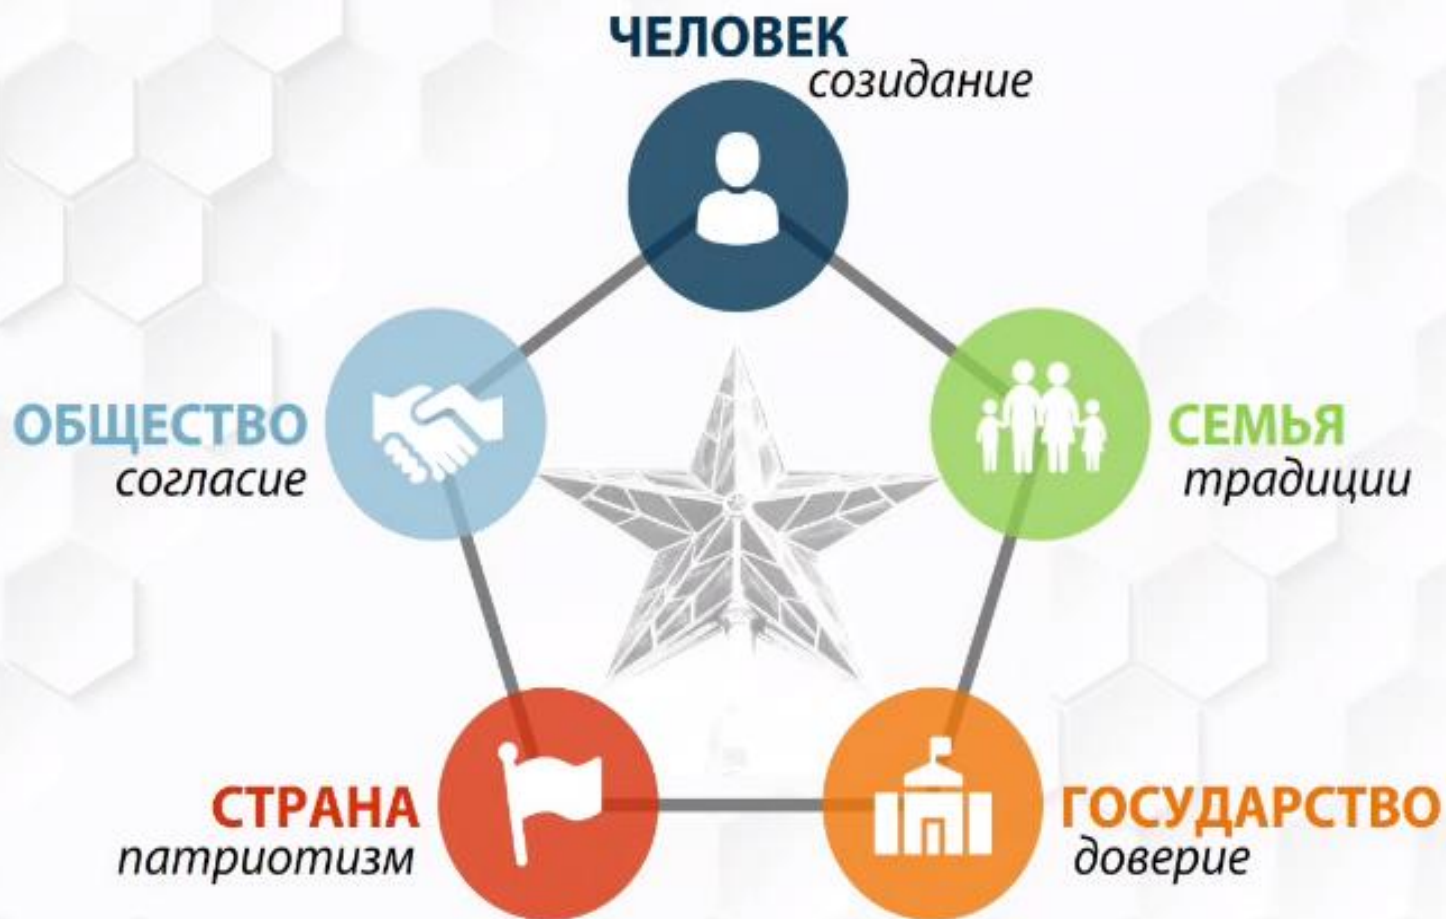 ЧЕЛОВЕК
созидание
ОБЩЕСТВО
согласие
СЕМЬЯ
традиции
СТРАНА
патриотизм
ГОСУДАРСТВО
доверие